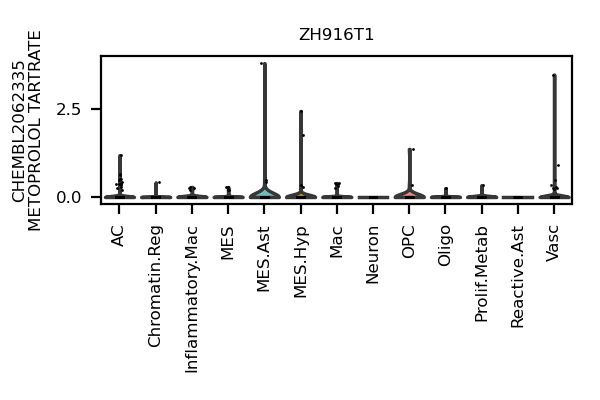 ZH916T1
CHEMBL2062335
METOPROLOL TARTRATE
2.5
0.0
AC
Chromatin.Reg
Inflammatory.Mac
MES
MES.Ast
MES.Hyp
Mac
Neuron
OPC
Oligo
Prolif.Metab
Reactive.Ast
Vasc